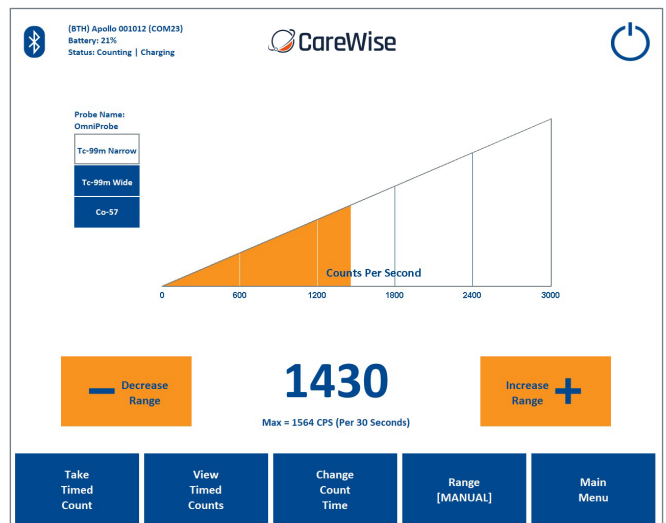 (BTH) Apollo 001012 (COM23)
Battery: 21%
Status: Counting | Charging
CareWise
Probe Name:
OmniProbe
Tc-99m Narrow
Tc-99m Wide
Co-57
Counts Per Second
0 600 1200 1800 2400 3000
Decrease
Range
1430
Max = 1564 CPS (Per 30 Seconds)
Increase
Range
Take
Timed
Count
View
Timed
Counts
Change
Count
Time
Range
[MANUAL]
Main
Menu